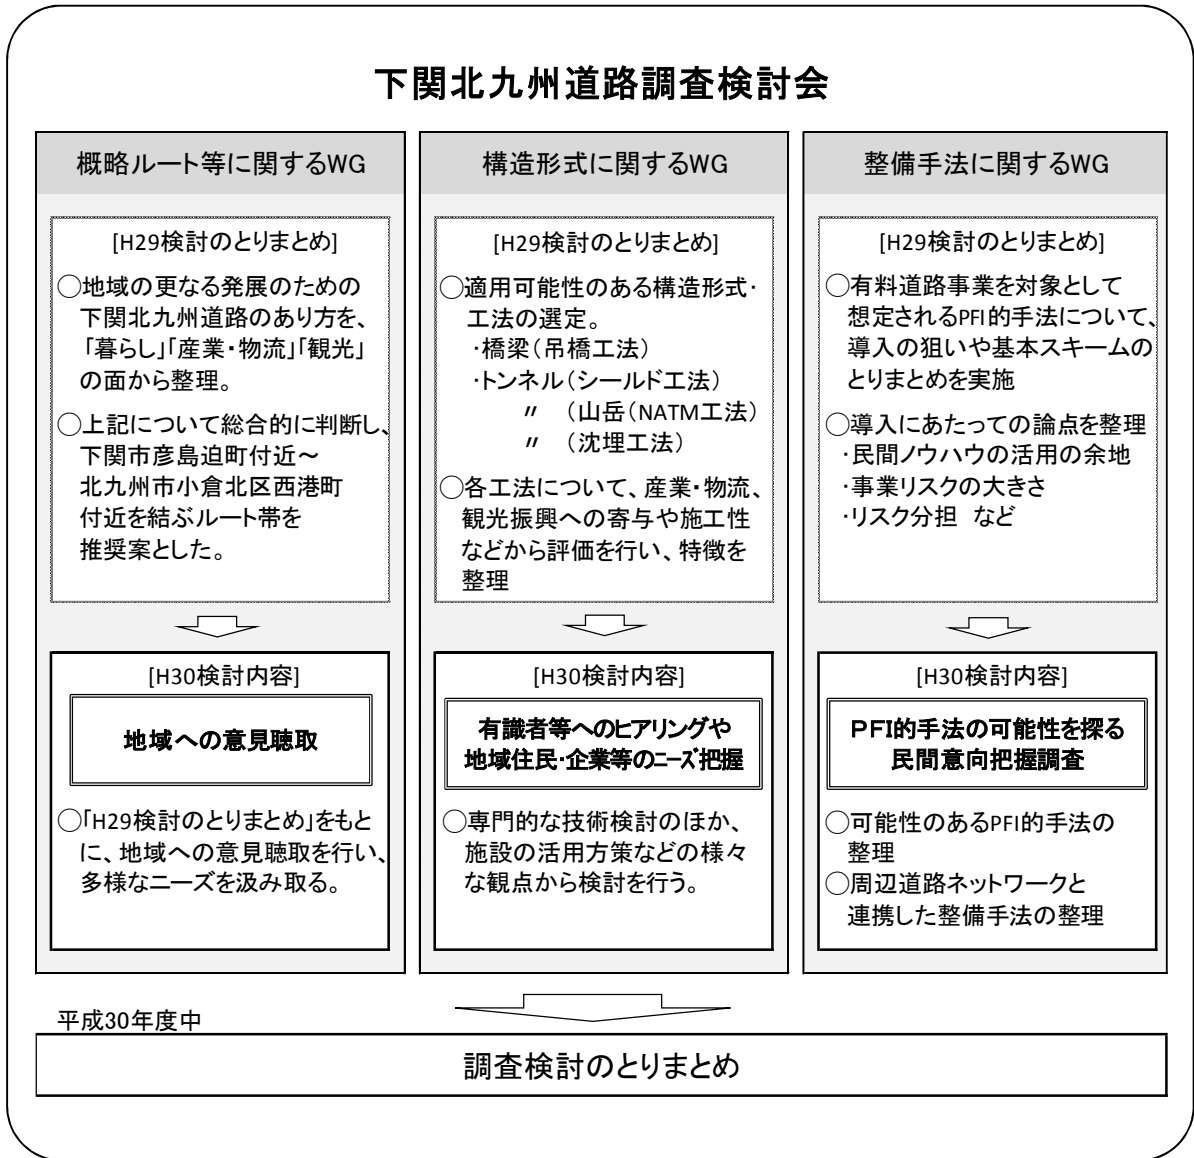 下関北九州道路調査検討会
概略ルート等に関するWG
[H29検討のとりまとめ]
○地域の更なる発展のための
下関北九州道路のあり方を、
「暮らし」「産業・物流」「観光」
の面から整理。
○上記について総合的に判断し、
下関市彦島迫町付近～
北九州市小倉北区西港町
付近を結ぶルート帯を
推奨案とした。
[H30検討内容]
地域への意見聴取
○「H29検討のとりまとめ」をもと
に、地域への意見聴取を行い、
多様なニーズを汲み取る。
構造形式に関するWG
[H29検討のとりまとめ]
○適用可能性のある構造形式・
工法の選定。
・橋梁（吊橋工法）
・トンネル（シールド工法）
〃　（山岳（NATM工法）
〃　（沈埋工法）
○各工法について、産業・物流、
観光振興への寄与や施工性
などから評価を行い、特徴を
整理
[H30検討内容]
有識者等へのヒアリングや
地域住民・企業等のニーズ把握
○専門的な技術検討のほか、
施設の活用方策などの様々
な観点から検討を行う。
整備手法に関するWG
[H29検討のとりまとめ]
○有料道路事業を対象として
想定されるPFI的手法について、
導入の狙いや基本スキームの
とりまとめを実施
○導入にあたっての論点を整理
・民間ノウハウの活用の余地
・事業リスクの大きさ
・リスク分担　など
[H30検討内容]
PFI的手法の可能性を探る
民間意向把握調査
○可能性のあるPFI的手法の
整理
○周辺道路ネットワークと
連携した整備手法の整理
平成30年度中
調査検討のとりまとめ